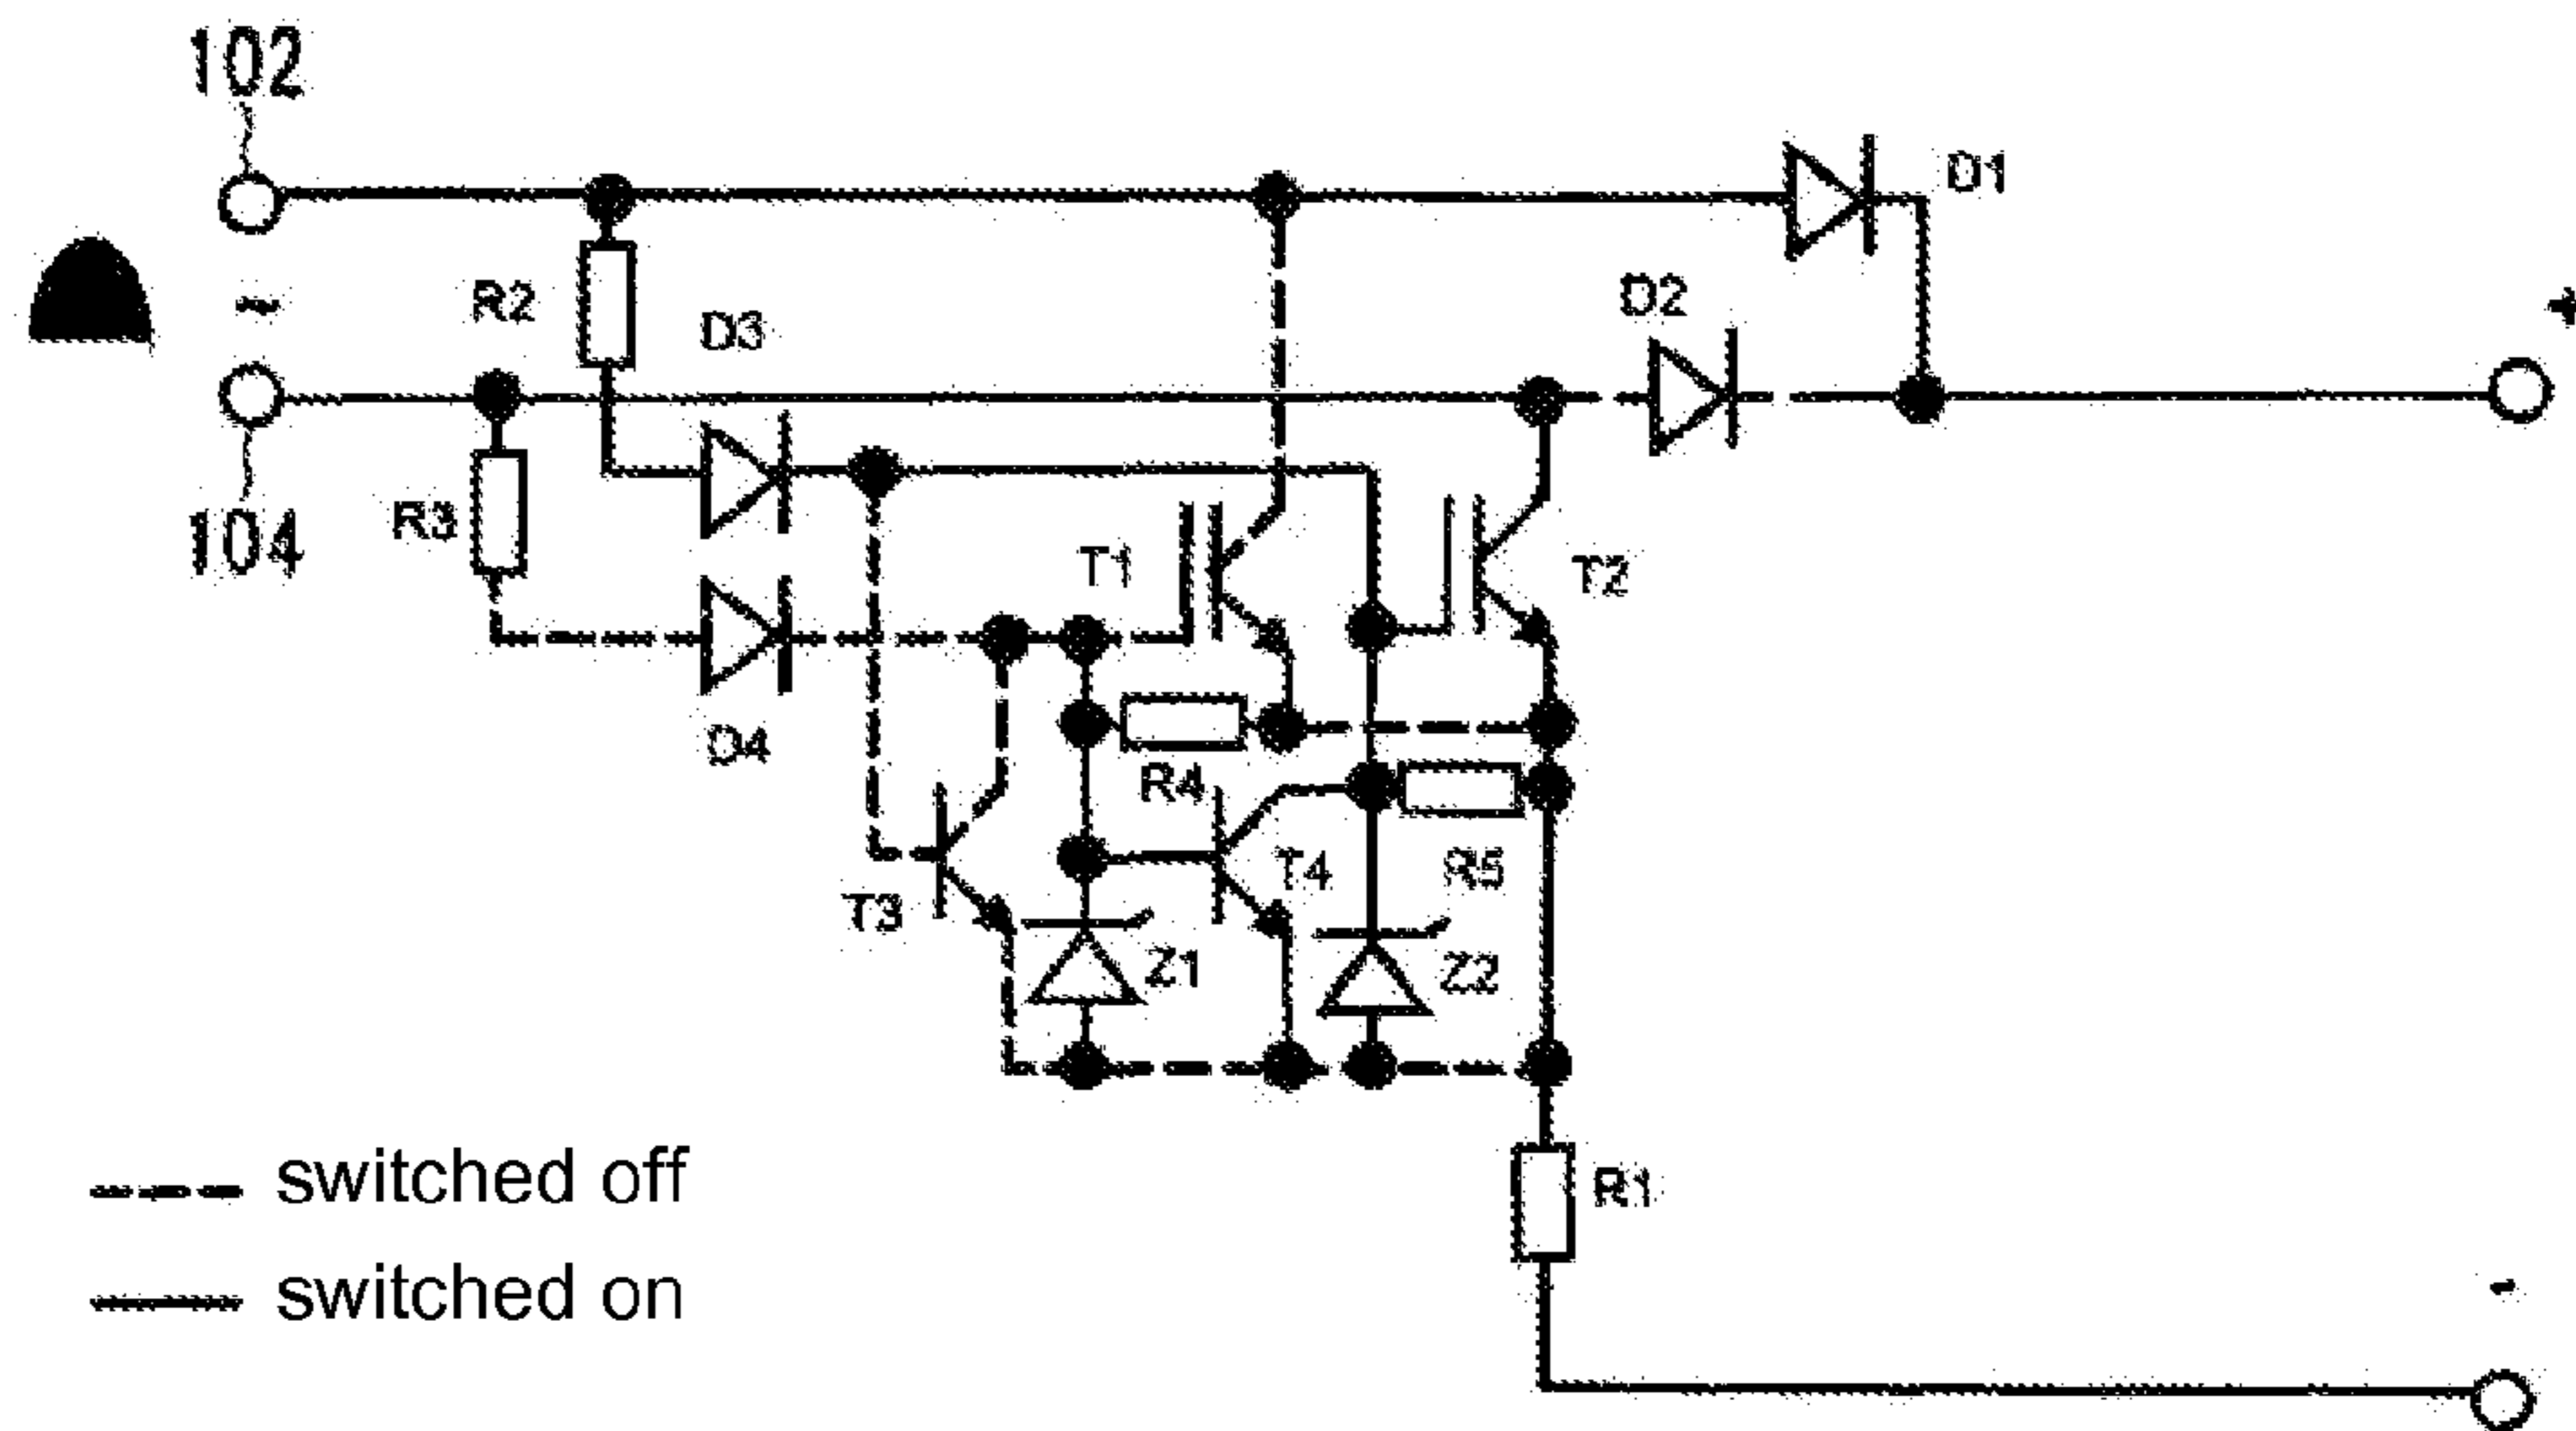 102
D1
~
R2
D3
D2
+
R3
104
T1
T2
D4
R4
T3
T4
R5
Z1
Z2
switched off
R1
switched on
-